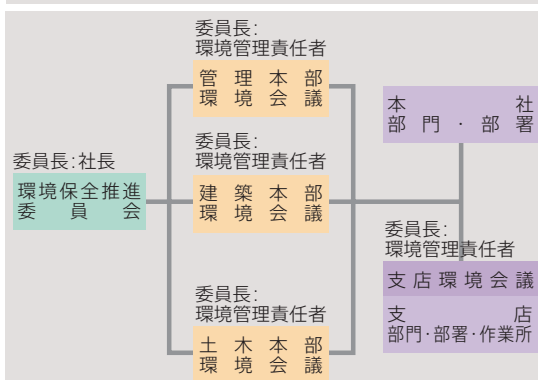 委員長:
環境管理責任者
管理本部
環境会議
委員長:社長
環境保全推進
委員会
委員長:
環境管理責任者
建築本部
環境会議
委員長:
環境管理責任者
土木本部
環境会議
本社
部門・部署
委員長:
環境管理責任者
支店環境会議
支店
部門・部署・作業所